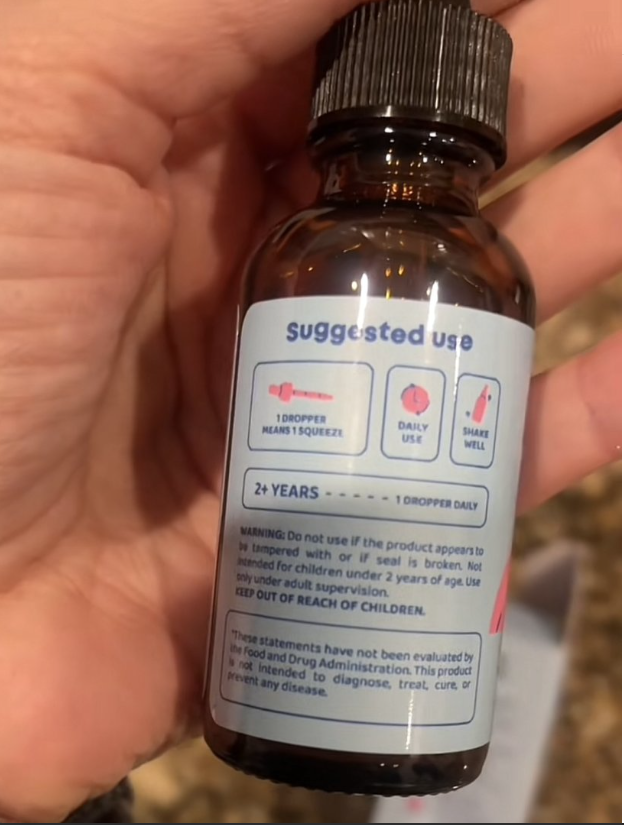 Suggested use
1 DROPPER
MEANS 1 SQUEEZE
DAILY
USE
SHAKE
WELL
2+ YEARS - - - - - 1 DROPPER DAILY
WARNING: Do not use if the product appears to
be tampered with or if seal is broken. Not
intended for children under 2 years of age. Use
only under adult supervision.
KEEP OUT OF REACH OF CHILDREN.
*These statements have not been evaluated by
the Food and Drug Administration. This product
is not intended to diagnose, treat, cure, or
prevent any disease.